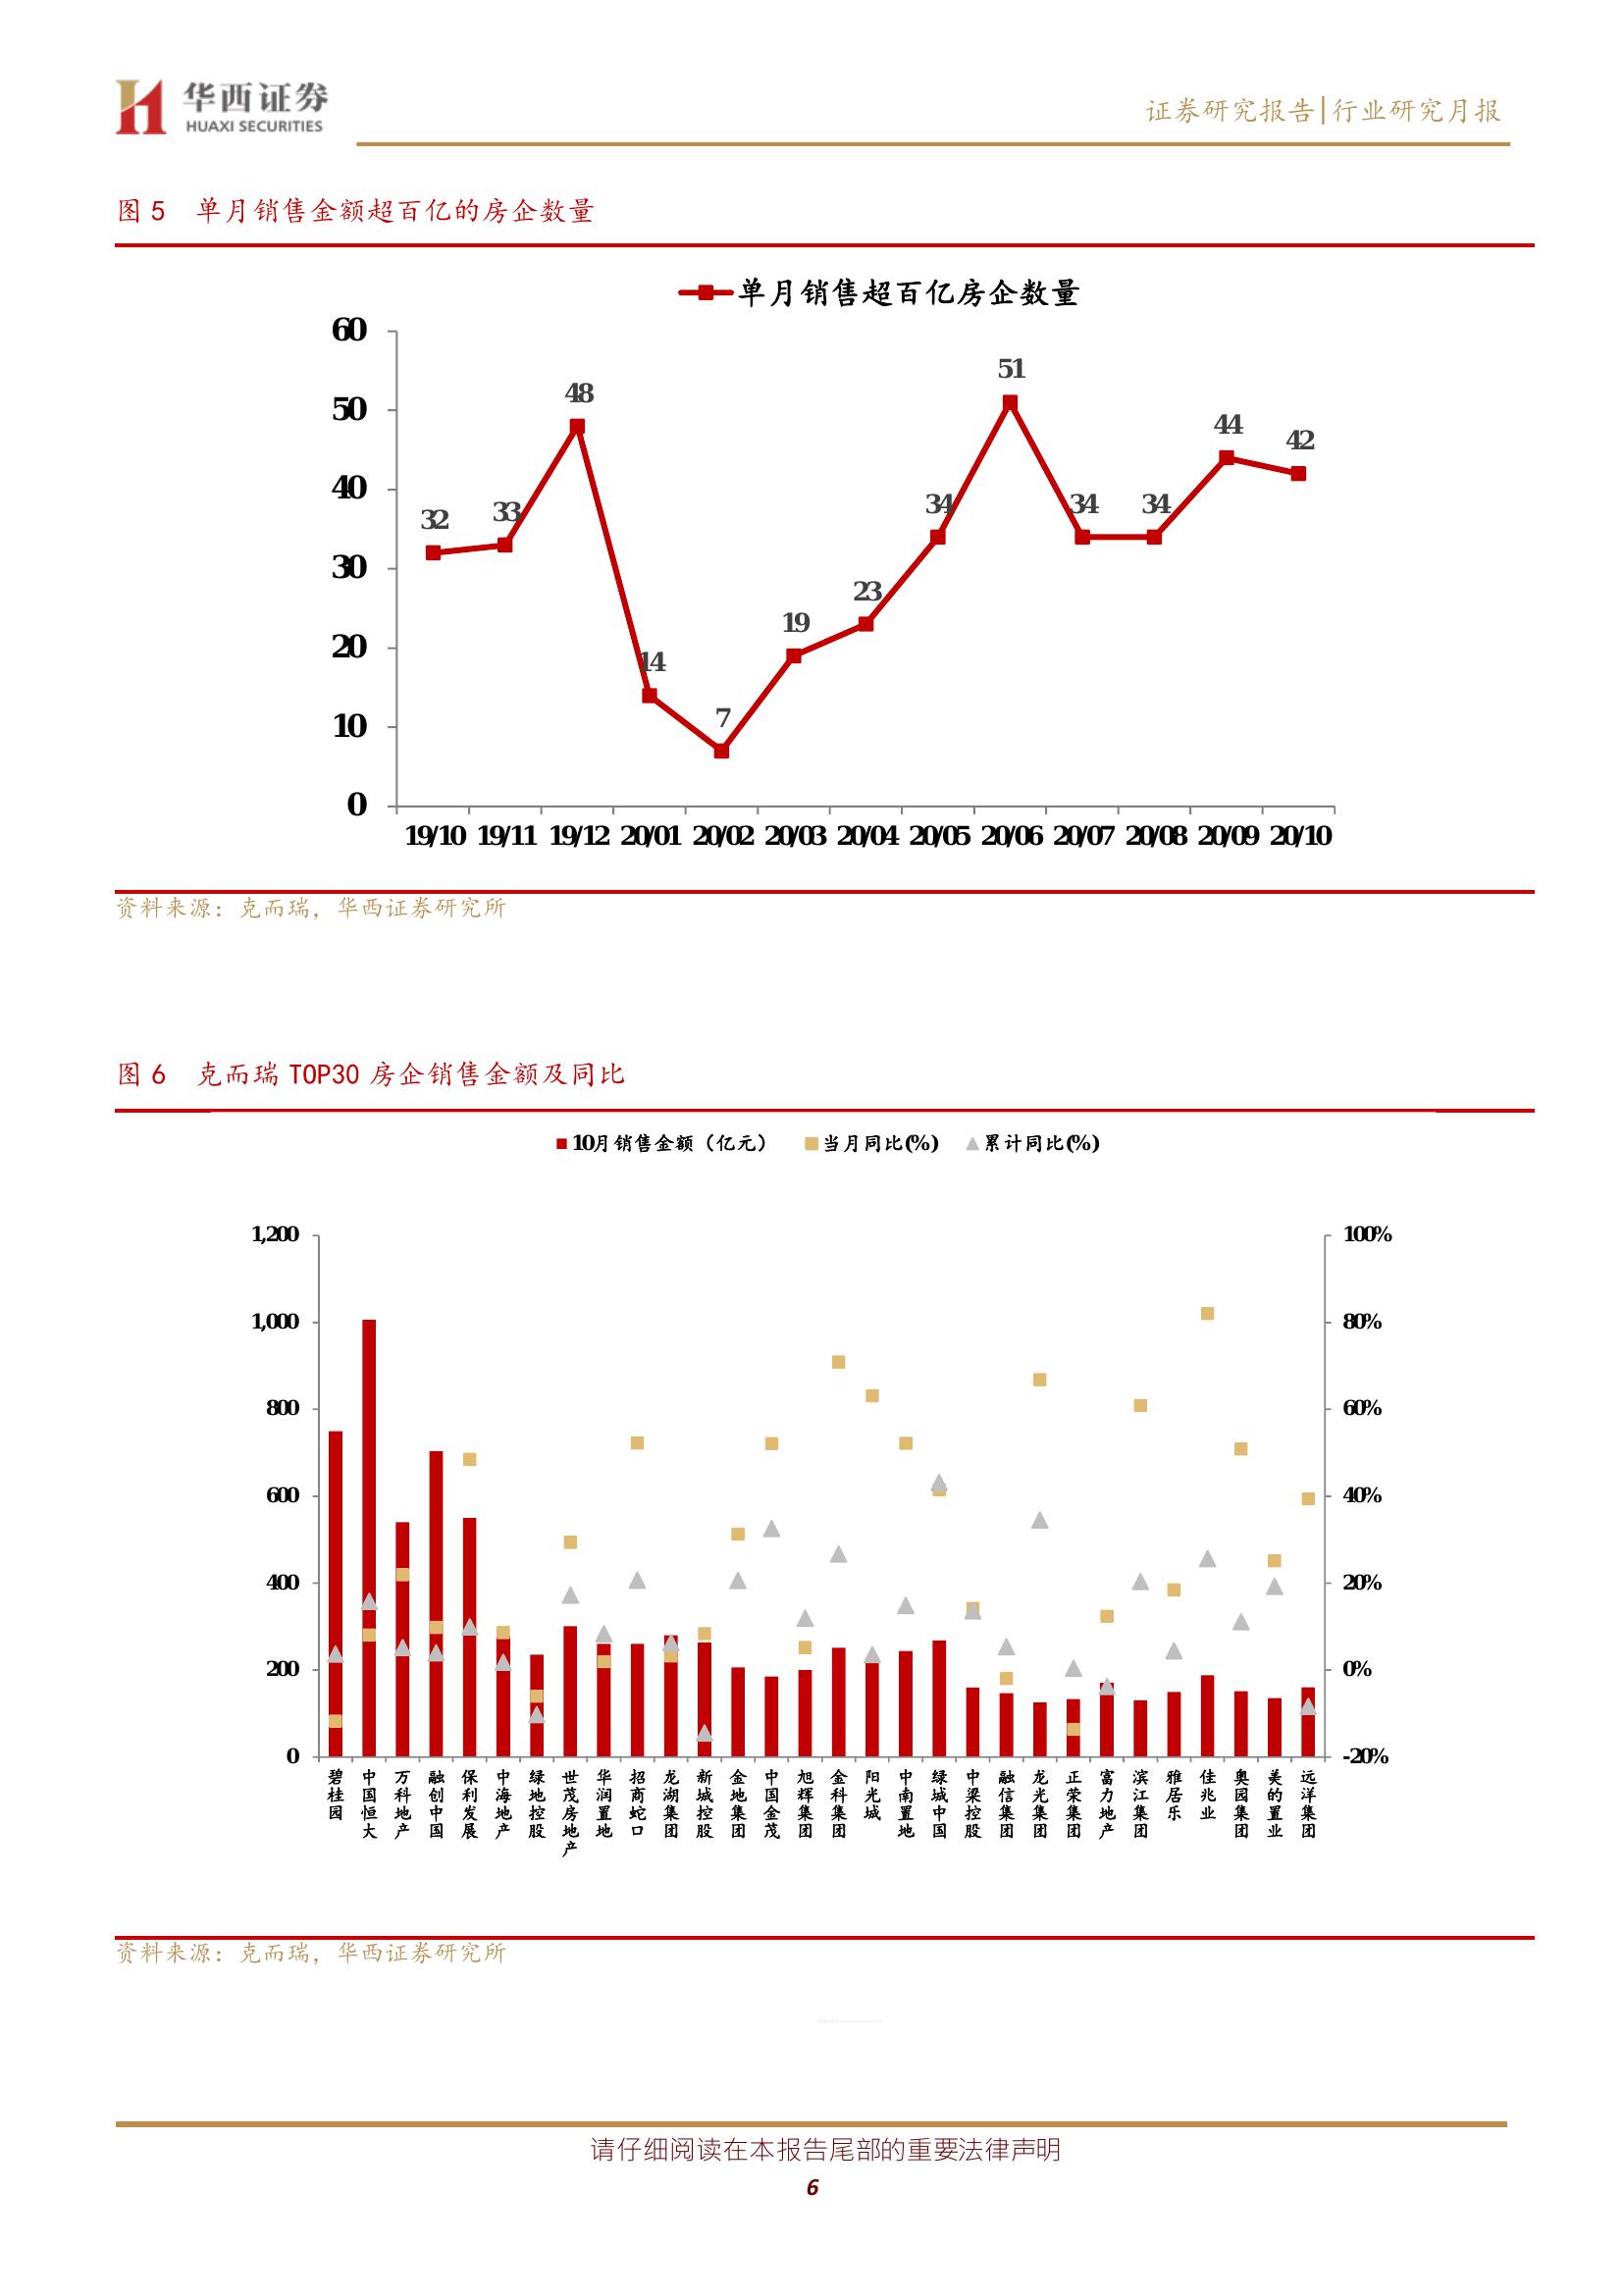 华西证券
HUAXI SECURITIES
证券研究报告|行业研究月报
图 5 单月销售金额超百亿的房企数量
单月销售超百亿房企数量
60
50
40
30
20
10
0
32
33
48
14
7
19
23
34
51
34
34
44
42
19/10 19/11 19/12 20/01 20/02 20/03 20/04 20/05 20/06 20/07 20/08 20/09 20/10
资料来源：克而瑞，华西证券研究所
图 6 克而瑞 TOP30 房企销售金额及同比
10月销售金额（亿元） 当月同比(%) 累计同比(%)
1,200
1,000
800
600
400
200
0
100%
80%
60%
40%
20%
0%
-20%
碧桂园
中国恒大
万科地产
融创中国
保利发展
中海地产
绿地控股
世茂房地产
华润置地
招商蛇口
龙湖集团
新城控股
金地集团
中国金茂
旭辉集团
金科集团
阳光城
中南置地
绿城中国
中梁控股
融信集团
龙光集团
正荣集团
富力地产
滨江集团
雅居乐
佳兆业
奥园集团
美的置业
远洋集团
资料来源：克而瑞，华西证券研究所
请仔细阅读在本报告尾部的重要法律声明
6